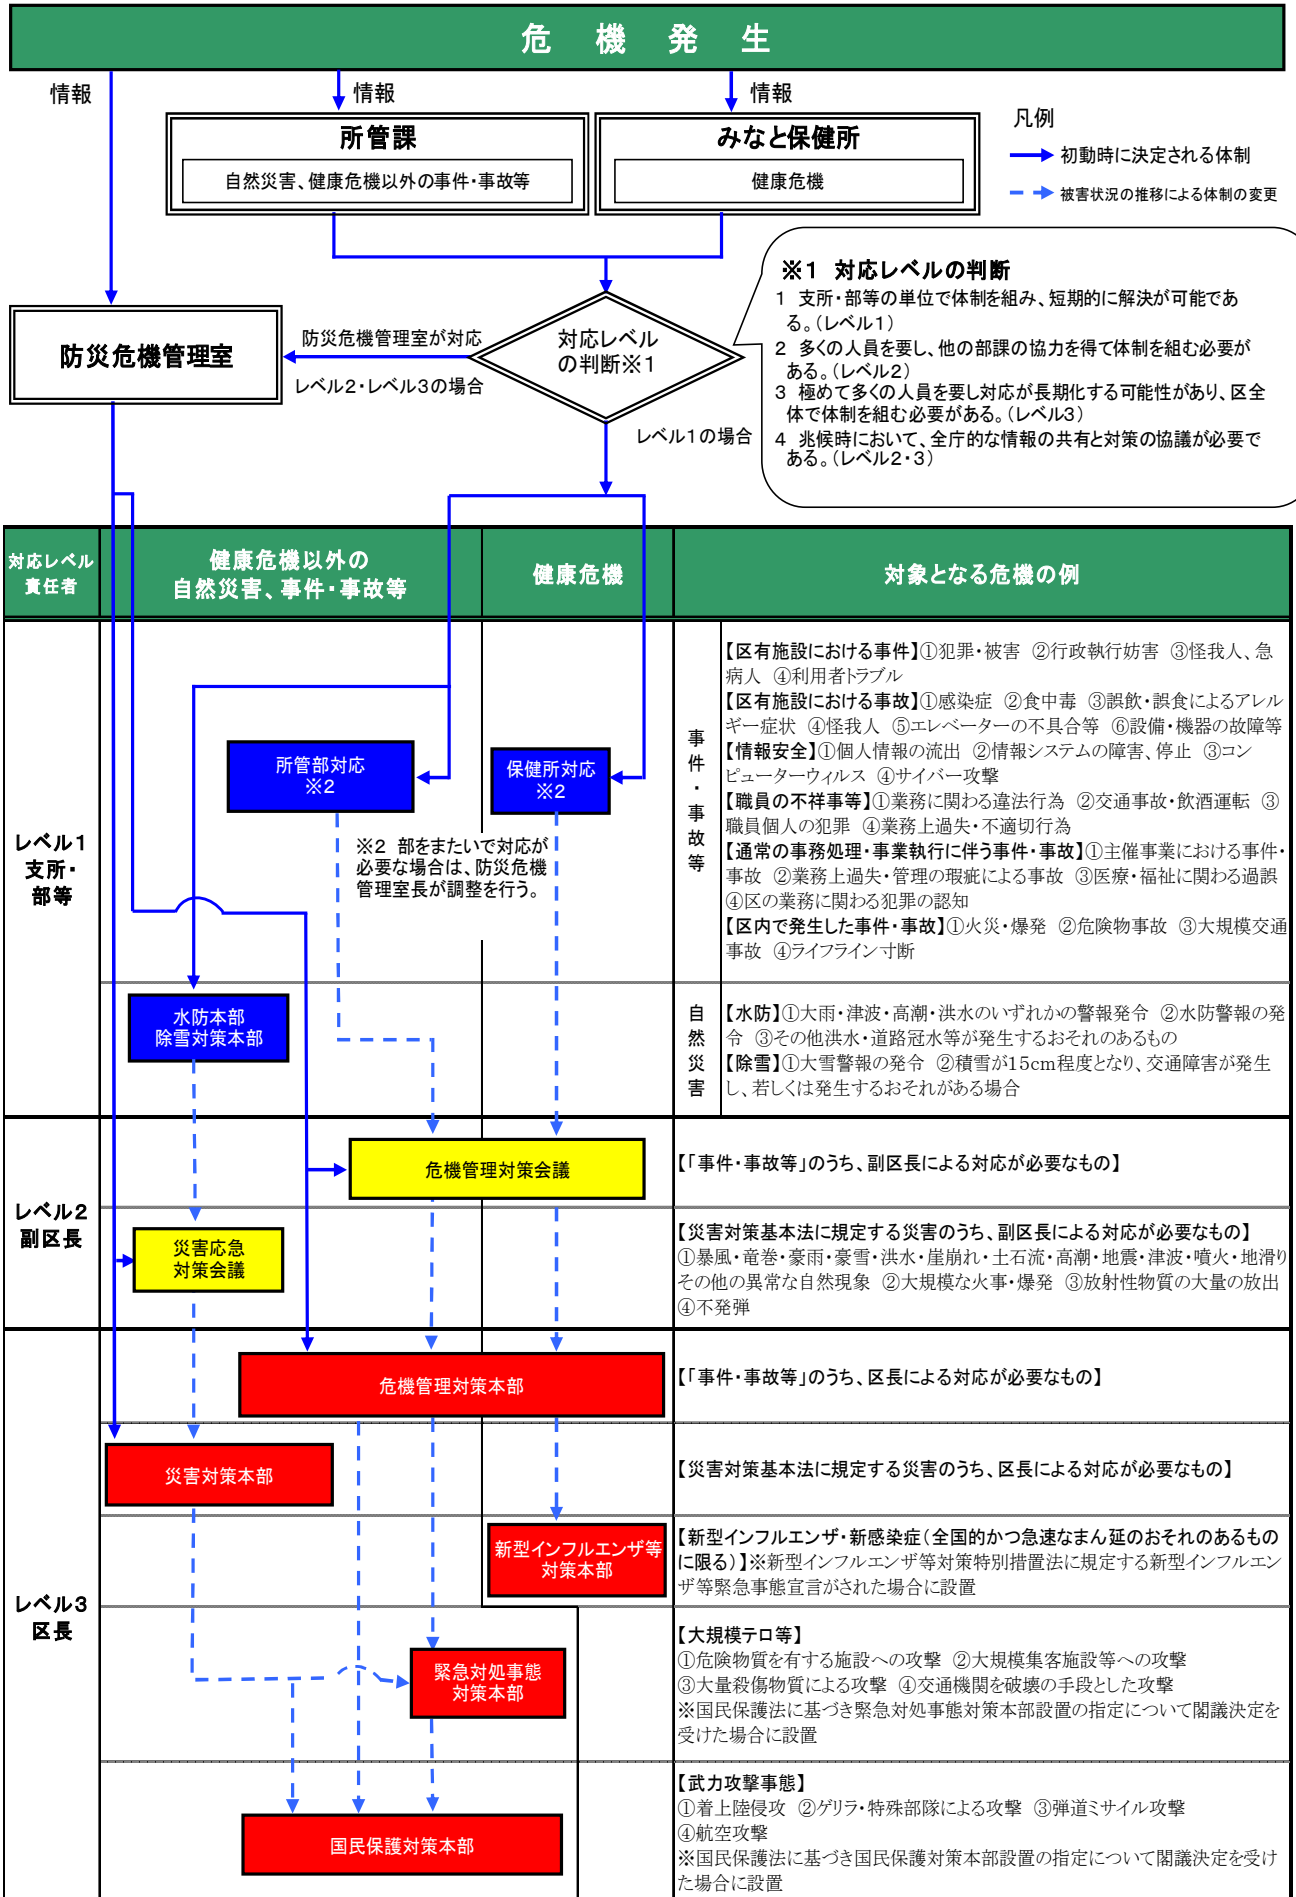 危機発生
情報
情報
情報
所管課
自然災害、健康危機以外の事件・事故等
みなと保健所
健康危機
凡例
初動時に決定される体制
被害状況の推移による体制の変更
※1 対応レベルの判断
1 支所・部等の単位で体制を組み、短期的に解決が可能であ
る。(レベル1)
2 多くの人員を要し、他の部課の協力を得て体制を組む必要が
ある。(レベル2)
3 極めて多くの人員を要し対応が長期化する可能性があり、区全
体で体制を組む必要がある。(レベル3)
4 兆候時において、全庁的な情報の共有と対策の協議が必要で
ある。(レベル2・3)
防災危機管理室
防災危機管理室が対応
レベル2・レベル3の場合
対応レベル
の判断※1
レベル1の場合
対応レベル
責任者
健康危機以外の
自然災害、事件・事故等
健康危機
対象となる危機の例
レベル1
支所・
部等
所管部対応
※2
保健所対応
※2
※2 部をまたいで対応が
必要な場合は、防災危機
管理室長が調整を行う。
水防本部
除雪対策本部
事件・事故等
【区有施設における事件】①犯罪・被害 ②行政執行妨害 ③怪我人、急
病人 ④利用者トラブル
【区有施設における事故】①感染症 ②食中毒 ③誤飲・誤食によるアレル
ギー症状 ④怪我人 ⑤エレベーターの不具合等 ⑥設備・機器の故障等
【情報安全】①個人情報の流出 ②情報システムの障害、停止 ③コン
ピューターウィルス ④サイバー攻撃
【職員の不祥事等】①業務に関わる違法行為 ②交通事故・飲酒運転 ③
職員個人の犯罪 ④業務上過失・不適切行為
【通常の事務処理・事業執行に伴う事件・事故】①主催事業における事件・
事故 ②業務上過失・管理の瑕疵による事故 ③医療・福祉に関わる過誤
④区の業務に関わる犯罪の認知
【区内で発生した事件・事故】①火災・爆発 ②危険物事故 ③大規模交通
事故 ④ライフライン寸断
自然災害
【水防】①大雨・津波・高潮・洪水のいずれかの警報発令 ②水防警報の発
令 ③その他洪水・道路冠水等が発生するおそれのあるもの
【除雪】①大雪警報の発令 ②積雪が15cm程度となり、交通障害が発生
し、若しくは発生するおそれがある場合
レベル2
副区長
危機管理対策会議
【「事件・事故等」のうち、副区長による対応が必要なもの】
災害応急
対策会議
【災害対策基本法に規定する災害のうち、副区長による対応が必要なもの】
①暴風・竜巻・豪雨・豪雪・洪水・崖崩れ・土石流・高潮・地震・津波・噴火・地滑り
その他の異常な自然現象 ②大規模な火事・爆発 ③放射性物質の大量の放出
④不発弾
レベル3
区長
危機管理対策本部
【「事件・事故等」のうち、区長による対応が必要なもの】
災害対策本部
【災害対策基本法に規定する災害のうち、区長による対応が必要なもの】
新型インフルエンザ等
対策本部
【新型インフルエンザ・新感染症(全国的かつ急速なまん延のおそれのあるもの
に限る)】※新型インフルエンザ等対策特別措置法に規定する新型インフルエン
ザ等緊急事態宣言がされた場合に設置
緊急対処事態
対策本部
【大規模テロ等】
①危険物質を有する施設への攻撃 ②大規模集客施設等への攻撃
③大量殺傷物質による攻撃 ④交通機関を破壊の手段とした攻撃
※国民保護法に基づき緊急対処事態対策本部設置の指定について閣議決定を
受けた場合に設置
国民保護対策本部
【武力攻撃事態】
①着上陸侵攻 ②ゲリラ・特殊部隊による攻撃 ③弾道ミサイル攻撃
④航空攻撃
※国民保護法に基づき国民保護対策本部設置の指定について閣議決定を受け
た場合に設置